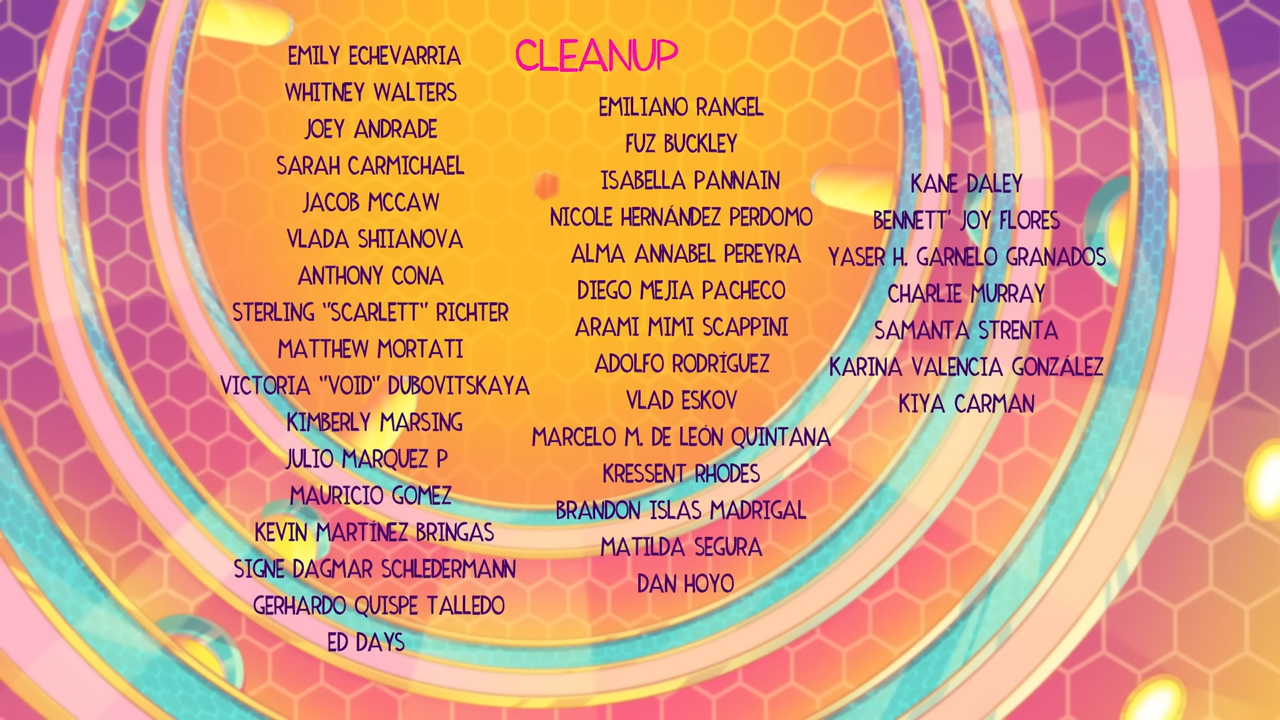 CLEANUP
EMILY ECHEVARRIA
WHITNEY WALTERS
JOEY ANDRADE
SARAH CARMICHAEL
JACOB MCCAW
VLADA SHIIANOVA
ANTHONY CONA
STERLING "SCARLETT" RICHTER
MATTHEW MORTATI
VICTORIA "VOID" DUBOVITSKAYA
KIMBERLY MARSING
JULIO MARQUEZ P
MAURICIO GOMEZ
KEVIN MARTÍNEZ BRINGAS
SIGNE DAGMAR SCHLEDERMANN
GERHARDO QUISPE TALLEDO
ED DAYS
EMILIANO RANGEL
FUZ BUCKLEY
ISABELLA PANNAIN
NICOLE HERNÁNDEZ PERDOMO
ALMA ANNABEL PEREYRA
DIEGO MEJIA PACHECO
ARAMI MIMI SCAPPINI
ADOLFO RODRÍGUEZ
VLAD ESKOV
MARCELO M. DE LEÓN QUINTANA
KRESSENT RHODES
BRANDON ISLAS MADRIGAL
MATILDA SEGURA
DAN HOYO
KANE DALEY
BENNETT' JOY FLORES
YASER H. GARNELO GRANADOS
CHARLIE MURRAY
SAMANTA STRENTA
KARINA VALENCIA GONZÁLEZ
KIYA CARMAN